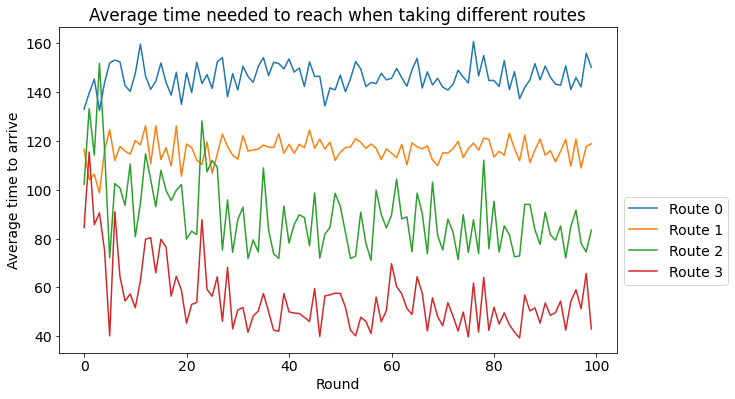 Average time needed to reach when taking different routes
Average time to arrive
160
140
120
100
80
60
40
0
20
40
60
80
100
Round
Route 0
Route 1
Route 2
Route 3